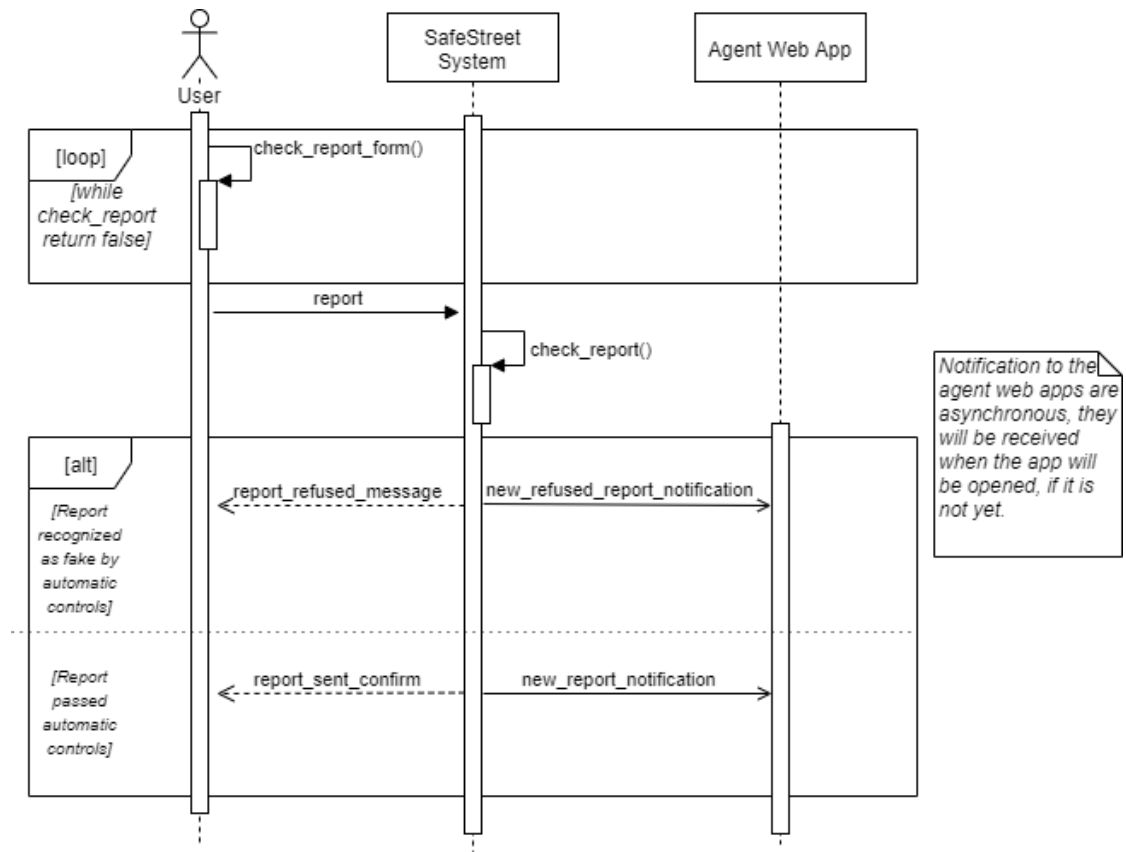 SafeStreet
System
Agent Web App
User
[loop]
check_report_form()
[while
check_report
return false]
report
check_report()
Notification to the
agent web apps are
asynchronous, they
will be received
when the app will
be opened, if it is
not yet.
[alt]
report_refused_message
new_refused_report_notification
[Report
recognized
as fake by
automatic
controls]
report_sent_confirm
new_report_notification
[Report
passed
automatic
controls]